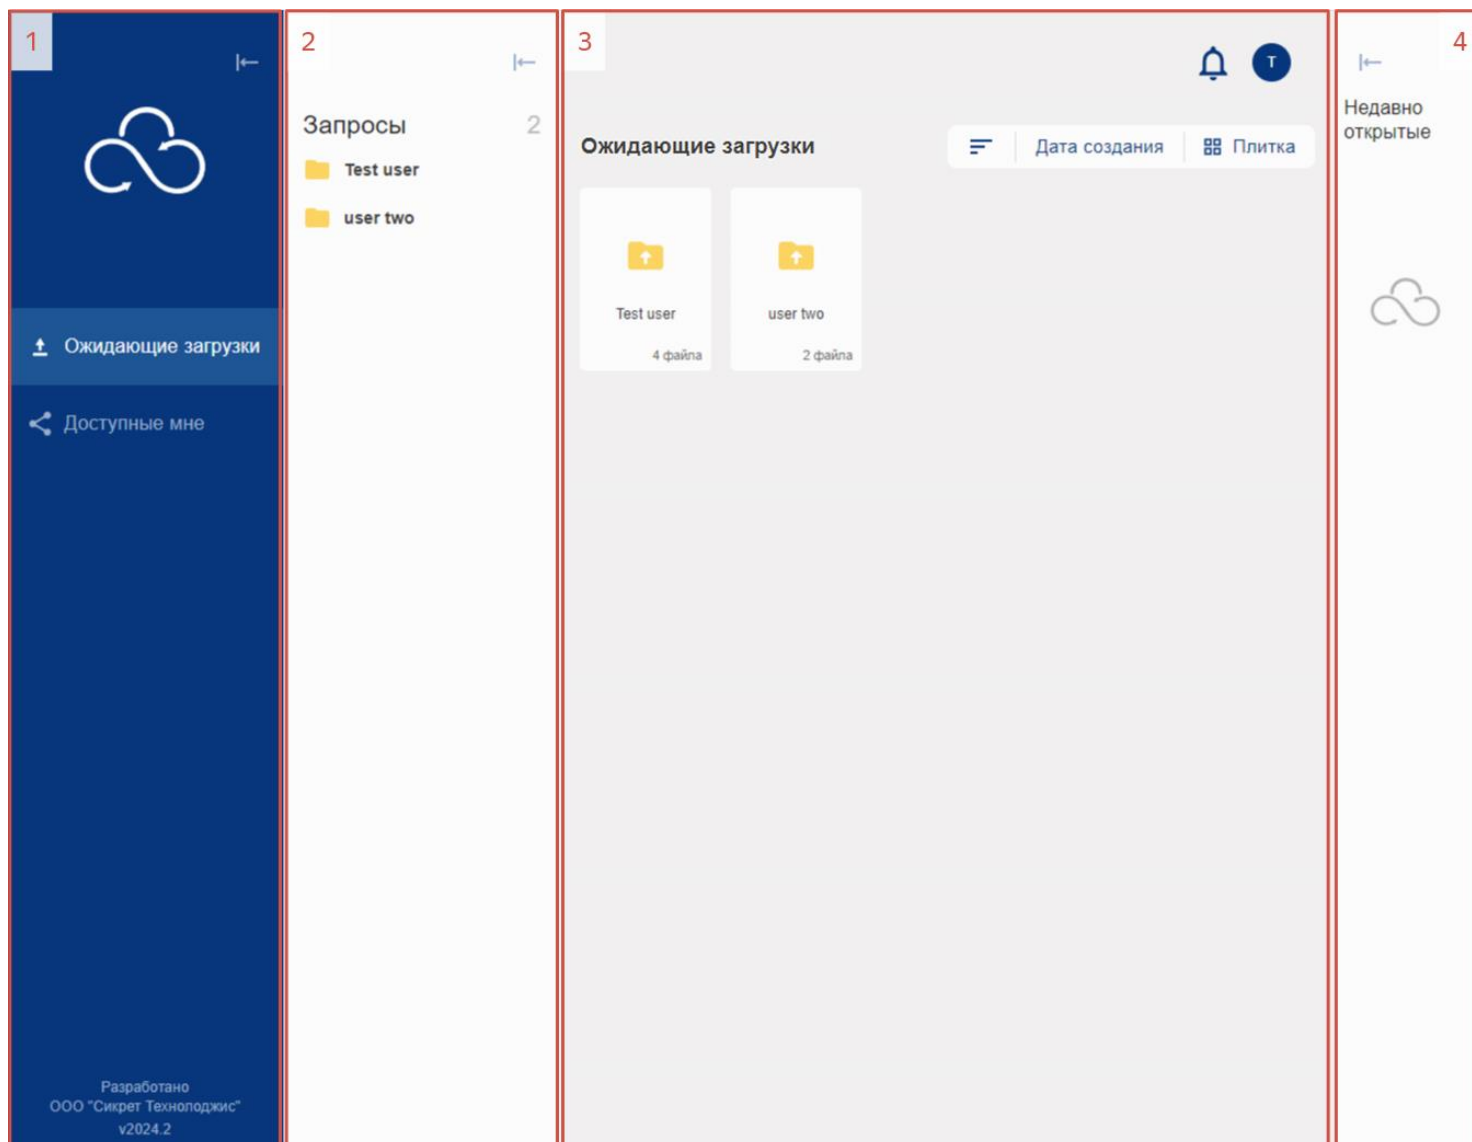 1
Ожидающие загрузки
Доступные мне
Разработано
ООО "Сикрет Технолоджис"
v2024.2
2
Запросы 2
Test user
user two
3
T
Ожидающие загрузки
Дата создания
Плитка
Test user
4 файла
user two
2 файла
4
Недавно
открытые